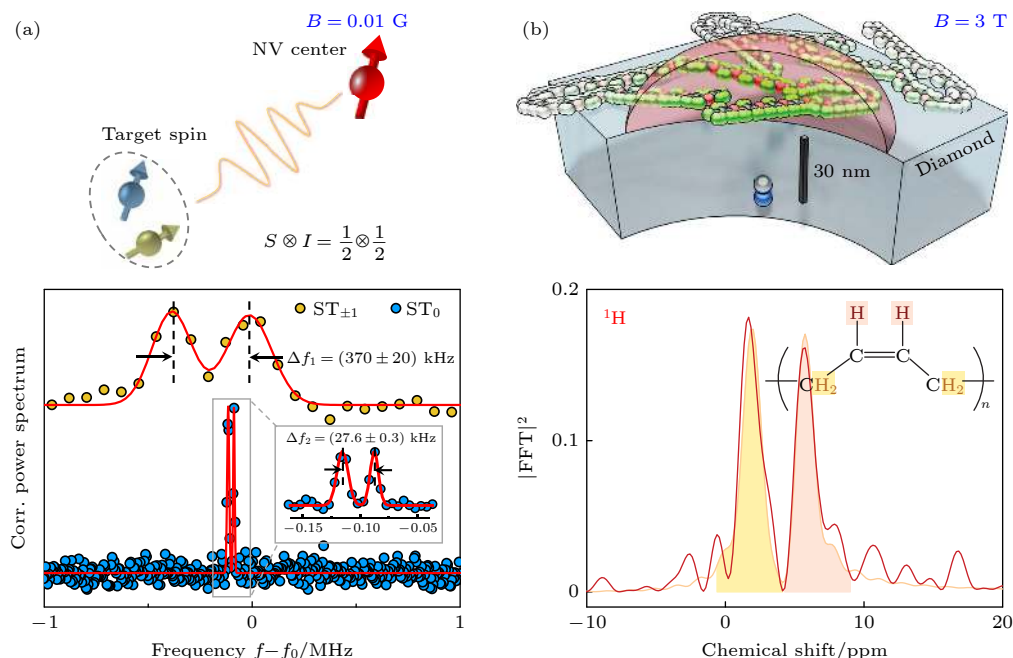 (a)
B = 0.01 G
NV center
Target spin
S ⊗ I = 1/2 ⊗ 1/2
ST±1
ST0
Δf1 = (370 ± 20) kHz
Δf2 = (27.6 ± 0.3) kHz
−0.15
−0.10
−0.05
Corr. power spectrum
−1
0
1
Frequency f−f0/MHz
(b)
B = 3 T
30 nm
Diamond
0.2
0.1
0
|FFT|²
¹H
H
H
C
C
CH2
CH2
n
−10
0
10
20
Chemical shift/ppm